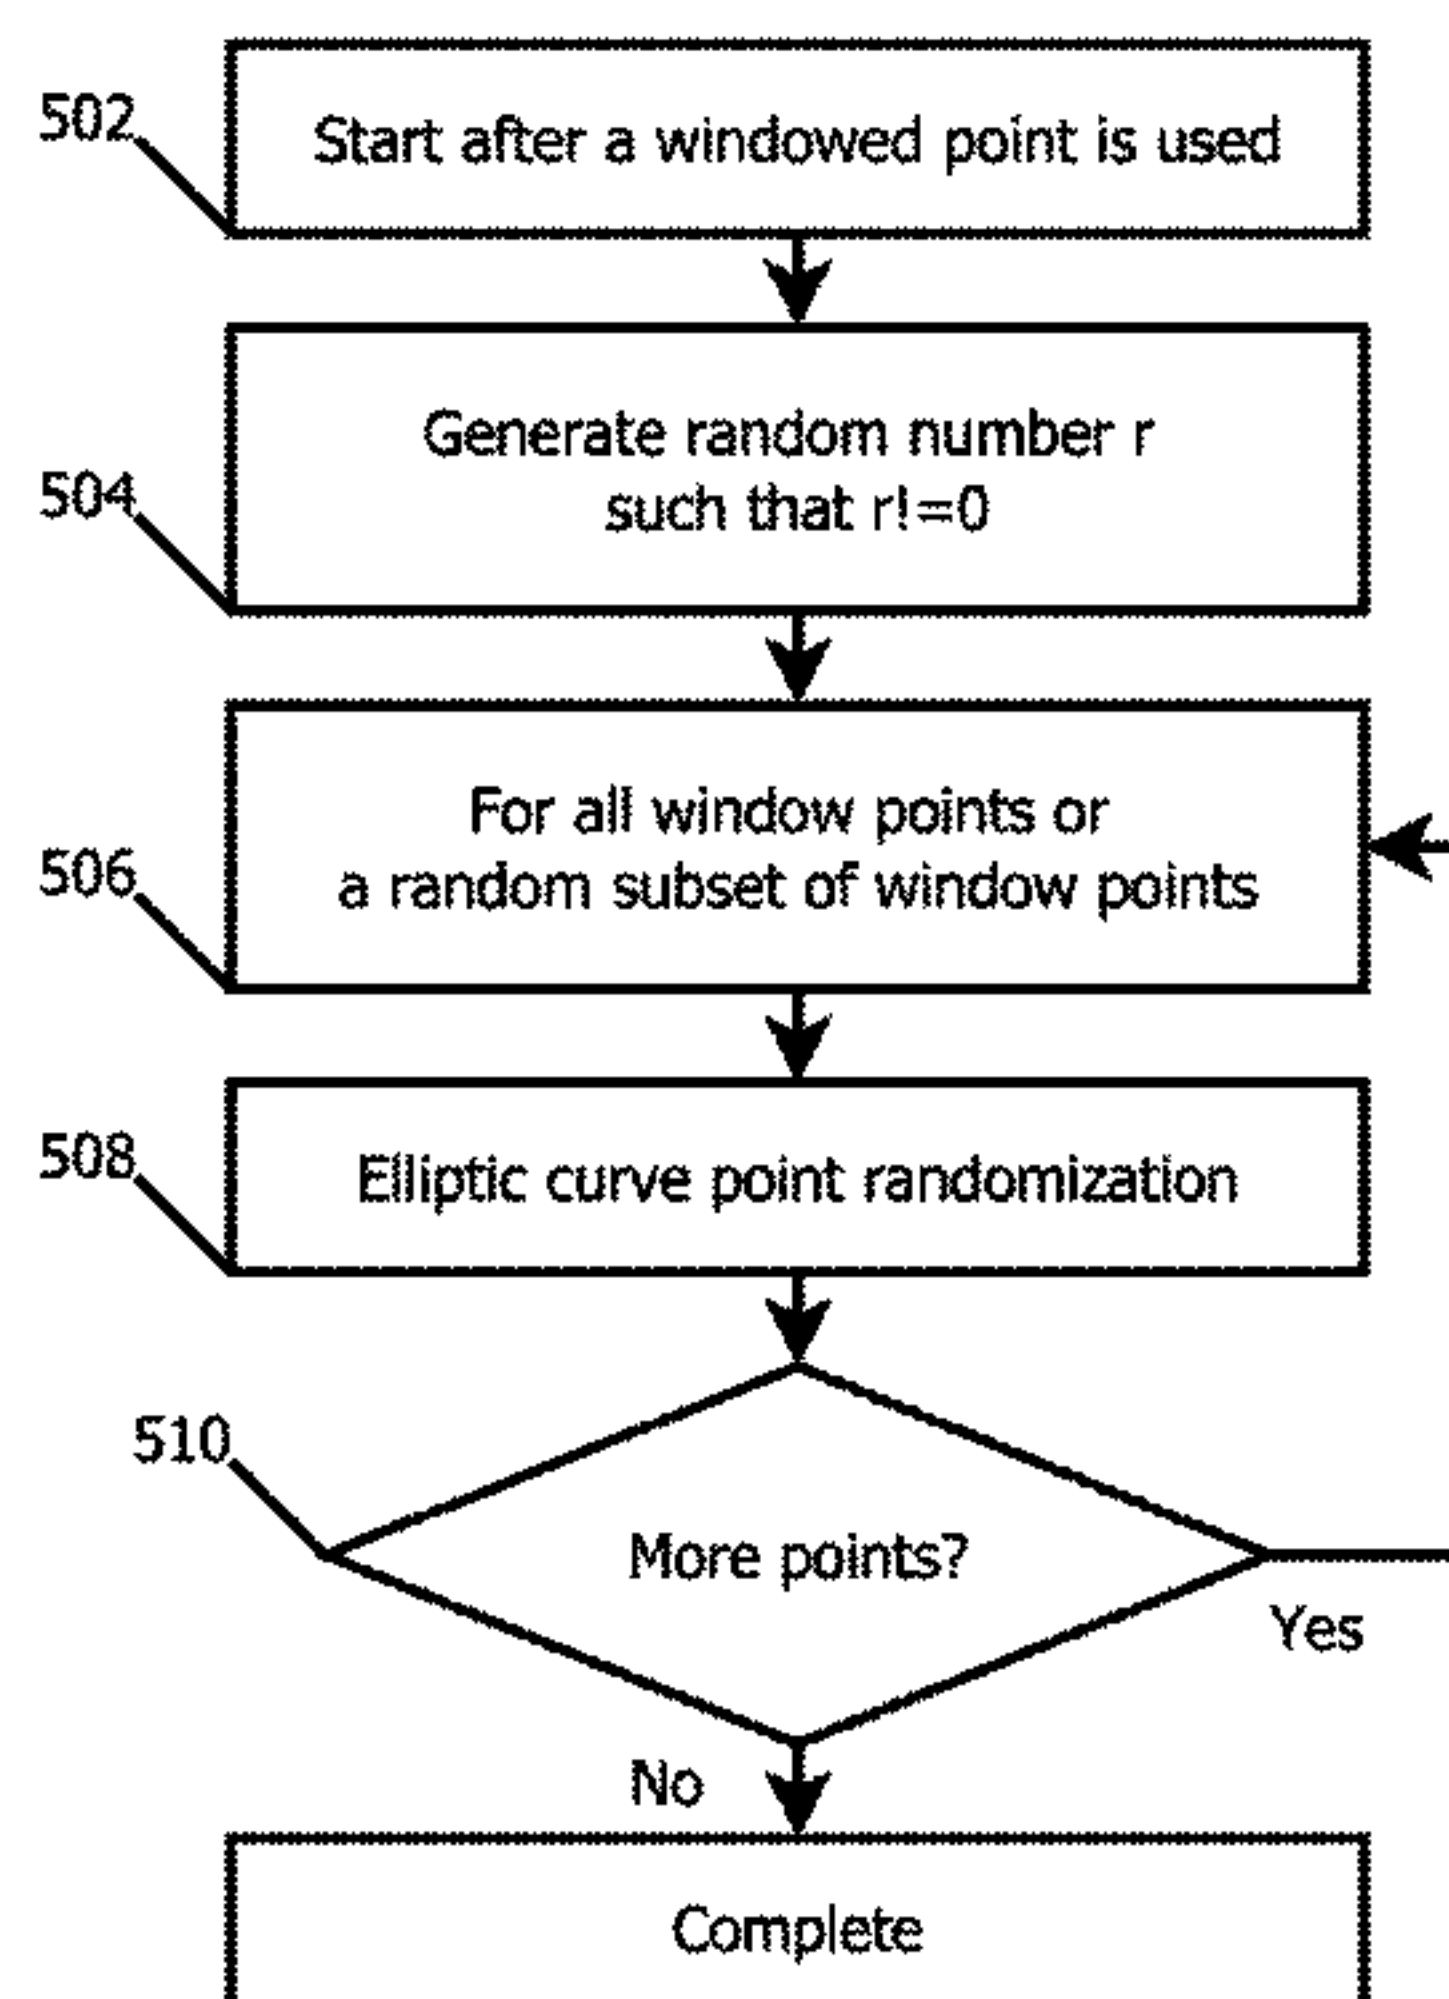 502
Start after a windowed point is used
504
Generate random number r
such that r!=0
506
For all window points or
a random subset of window points
508
Elliptic curve point randomization
510
More points?
Yes
No
Complete